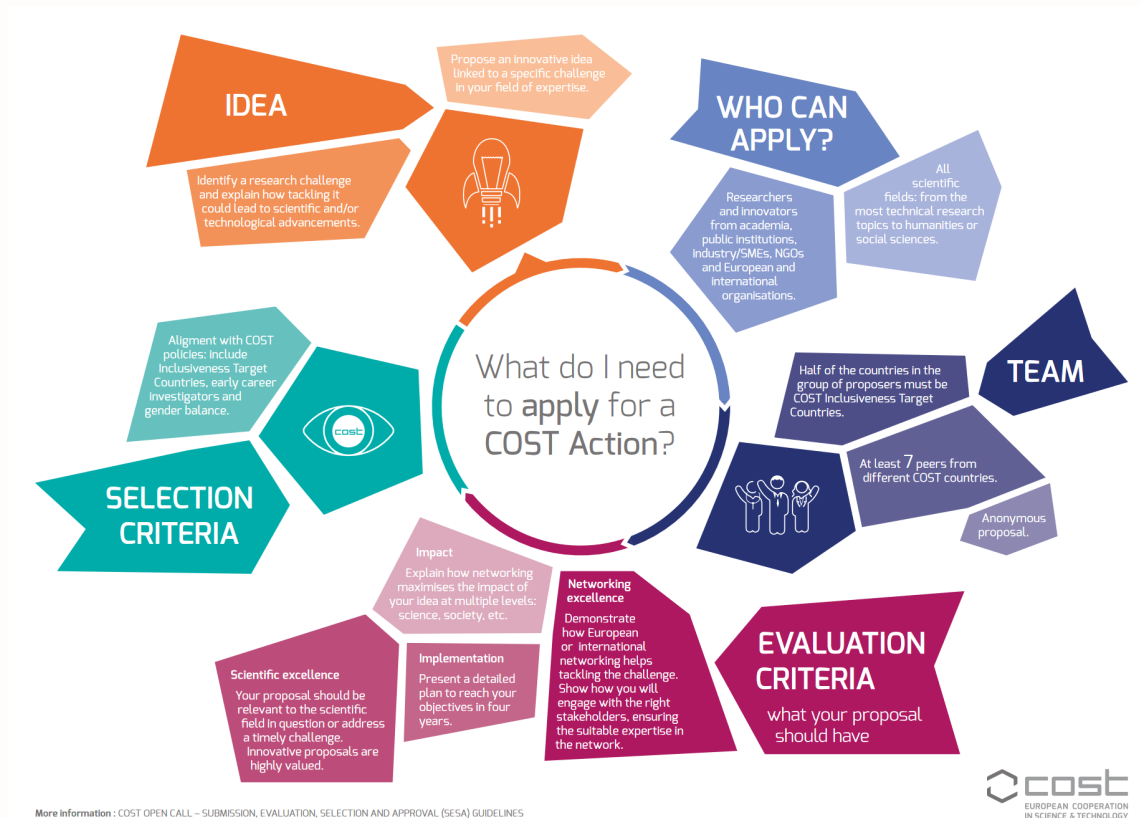 IDEA
Propose an innovative idea
linked to a specific challenge
in your field of expertise.
Identify a research challenge
and explain how tackling it
could lead to scientific and/or
technological advancements.
WHO CAN
APPLY?
Researchers
and innovators
from academia,
public institutions,
Industry/SMEs, NGOs
and European and
international
organisations.
All
scientific
fields: from the
most technical research
topics to humanities or
social sciences.
What do I need
to apply for a
COST Action?
TEAM
Half of the countries in the
group of proposers must be
COST Inclusiveness Target
Countries.
At least 7 peers from
different COST countries.
Anonymous
proposal.
EVALUATION
CRITERIA
what your proposal
should have
Networking
excellence
Demonstrate
how European
or international
networking helps
tackling the challenge.
Show how you will
engage with the right
stakeholders, ensuring
the suitable expertise in
the network.
Impact
Explain how networking
maximises the impact of
your idea at multiple levels:
science, society, etc.
Implementation
Present a detailed
plan to reach your
objectives in four
years.
Scientific excellence
Your proposal should be
relevant to the scientific
field in question or address
a timely challenge.
Innovative proposals are
highly valued.
SELECTION
CRITERIA
Aligment with COST
policies: include
Inclusiveness Target
Countries, early career
investigators and
gender balance.
cost
More information : COST OPEN CALL – SUBMISSION, EVALUATION, SELECTION AND APPROVAL (SESA) GUIDELINES
cost
EUROPEAN COOPERATION
IN SCIENCE & TECHNOLOGY